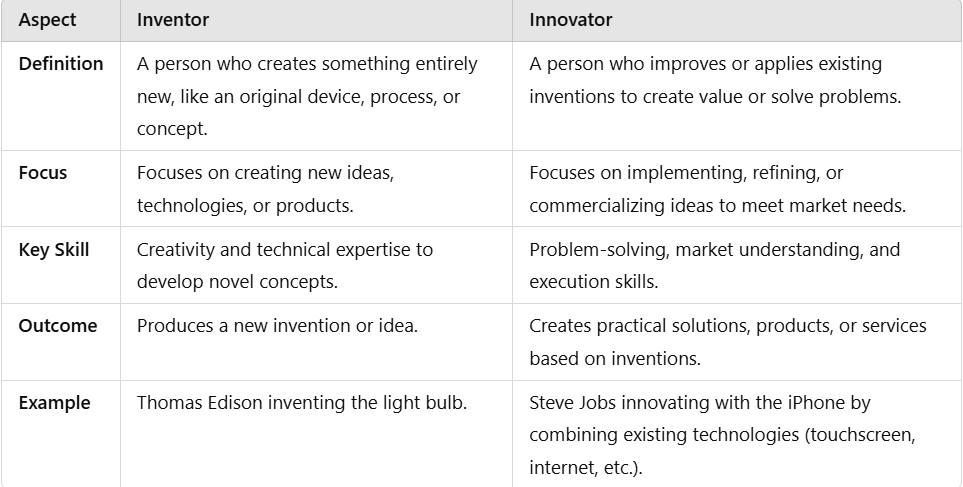 Aspect Inventor Innovator
Definition A person who creates something entirely A person who improves or applies existing
new, like an original device, process, or inventions to create value or solve problems.
concept.
Focus Focuses on creating new ideas, Focuses on implementing, refining, or
technologies, or products. commercializing ideas to meet market needs.
Key Skill Creativity and technical expertise to Problem-solving, market understanding, and
develop novel concepts. execution skills.
Outcome Produces a new invention or idea. Creates practical solutions, products, or services
based on inventions.
Example Thomas Edison inventing the light bulb. Steve Jobs innovating with the iPhone by
combining existing technologies (touchscreen,
internet, etc.).